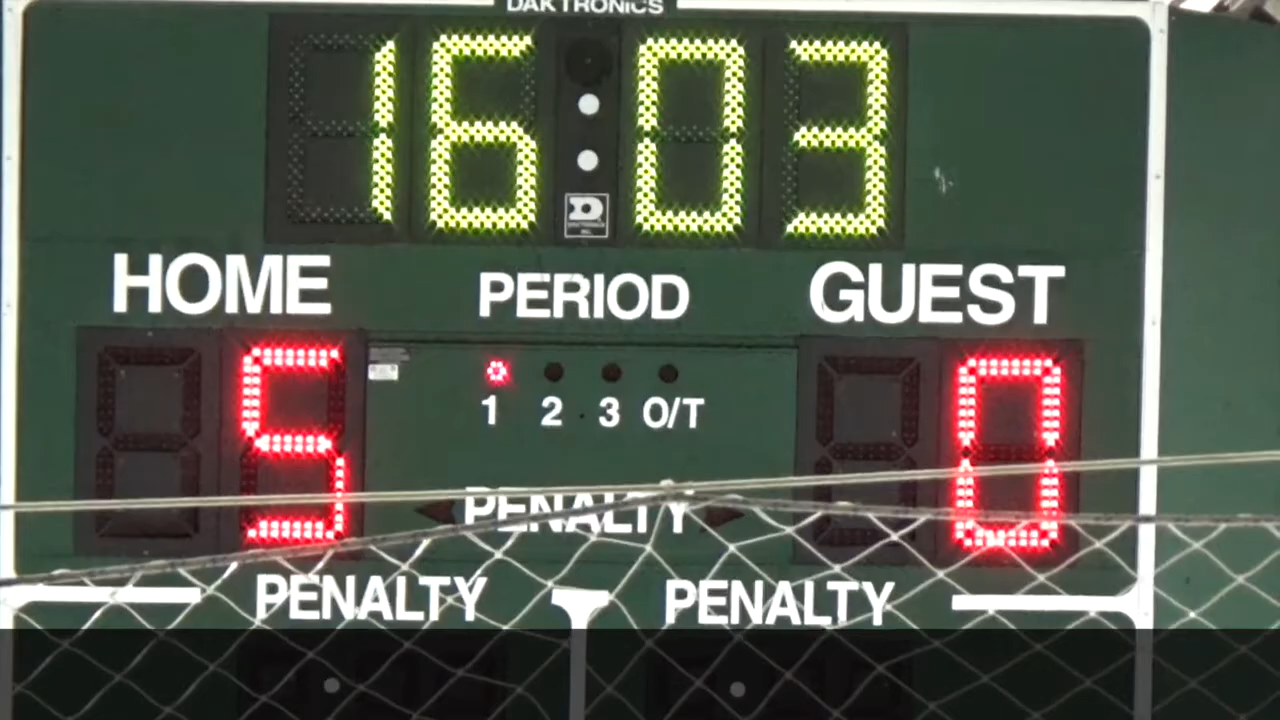 DAKTRONICS
16:03
D
HOME PERIOD GUEST
5 0
1 2 3 O/T
PENALTY
PENALTY PENALTY